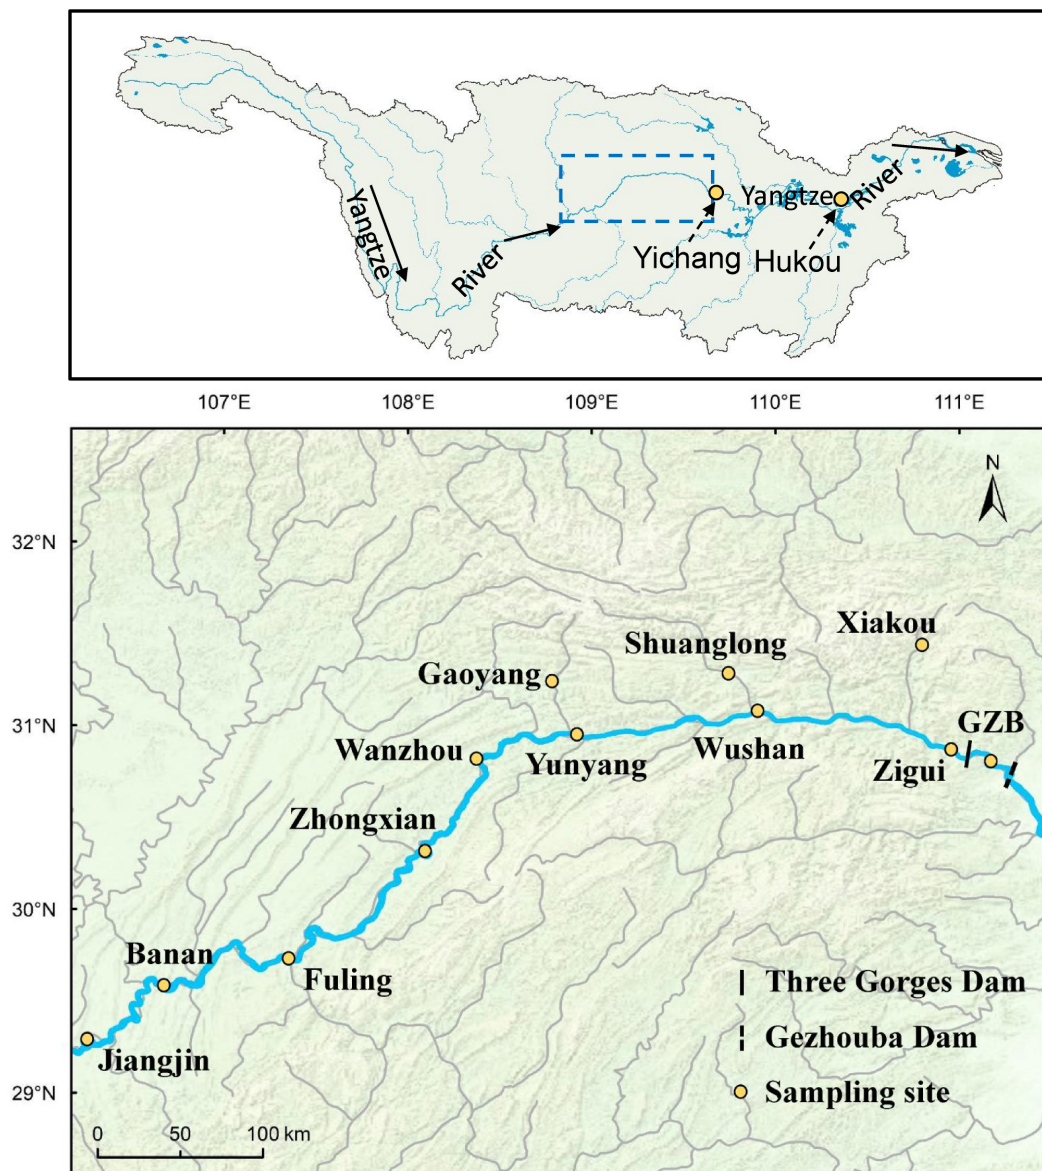 Yangtze
River
Yangtze
River
Yichang
Hukou
107°E
108°E
109°E
110°E
111°E
N
32°N
31°N
30°N
29°N
Xiakou
Shuanglong
Gaoyang
GZB
Wanzhou
Yunyang
Wushan
Zigui
Zhongxian
Banan
Fuling
Jiangjin
Three Gorges Dam
Gezhouba Dam
Sampling site
0 50 100 km